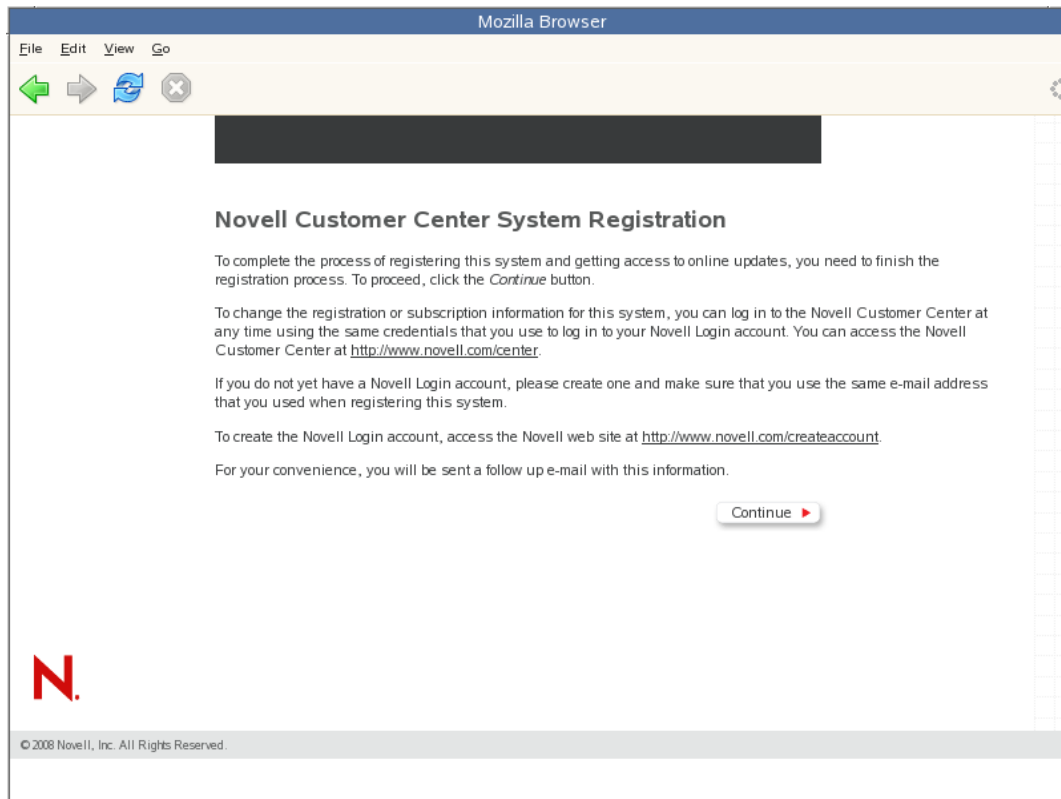 Mozilla Browser
File Edit View Go
Novell Customer Center System Registration
To complete the process of registering this system and getting access to online updates, you need to finish the
registration process. To proceed, click the Continue button.
To change the registration or subscription information for this system, you can log in to the Novell Customer Center at
any time using the same credentials that you use to log in to your Novell Login account. You can access the Novell
Customer Center at http://www.novell.com/center.
If you do not yet have a Novell Login account, please create one and make sure that you use the same e-mail address
that you used when registering this system.
To create the Novell Login account, access the Novell web site at http://www.novell.com/createaccount.
For your convenience, you will be sent a follow up e-mail with this information.
Continue
N.
© 2008 Novell, Inc. All Rights Reserved.